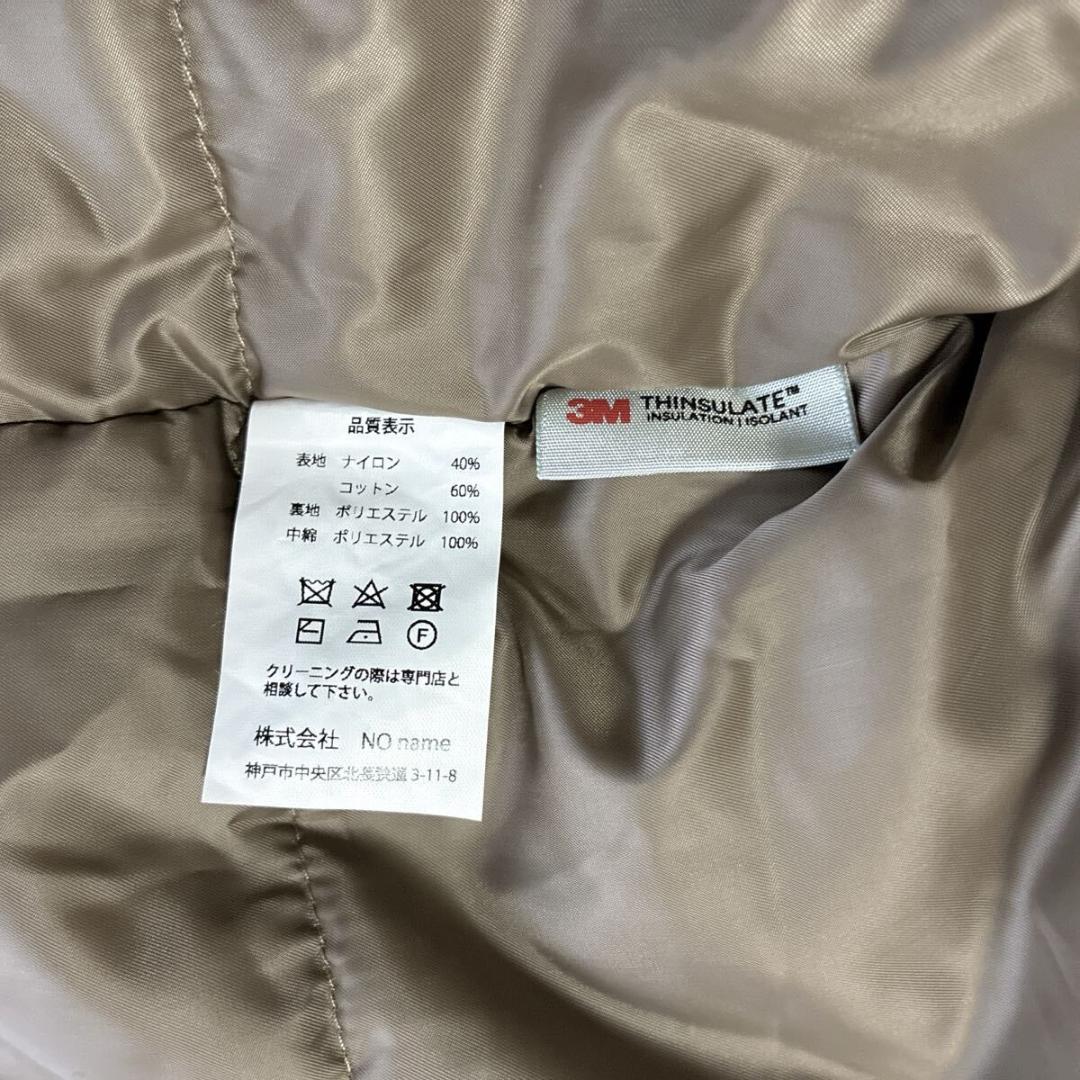 品質表示
表地 ナイロン 40%
コットン 60%
裏地 ポリエステル 100%
中綿 ポリエステル 100%
F
クリーニングの際は専門店と
相談して下さい。
株式会社 NO name
神戸市中央区北長狭通 3-11-8
3M THINSULATE™
INSULATION | ISOLANT